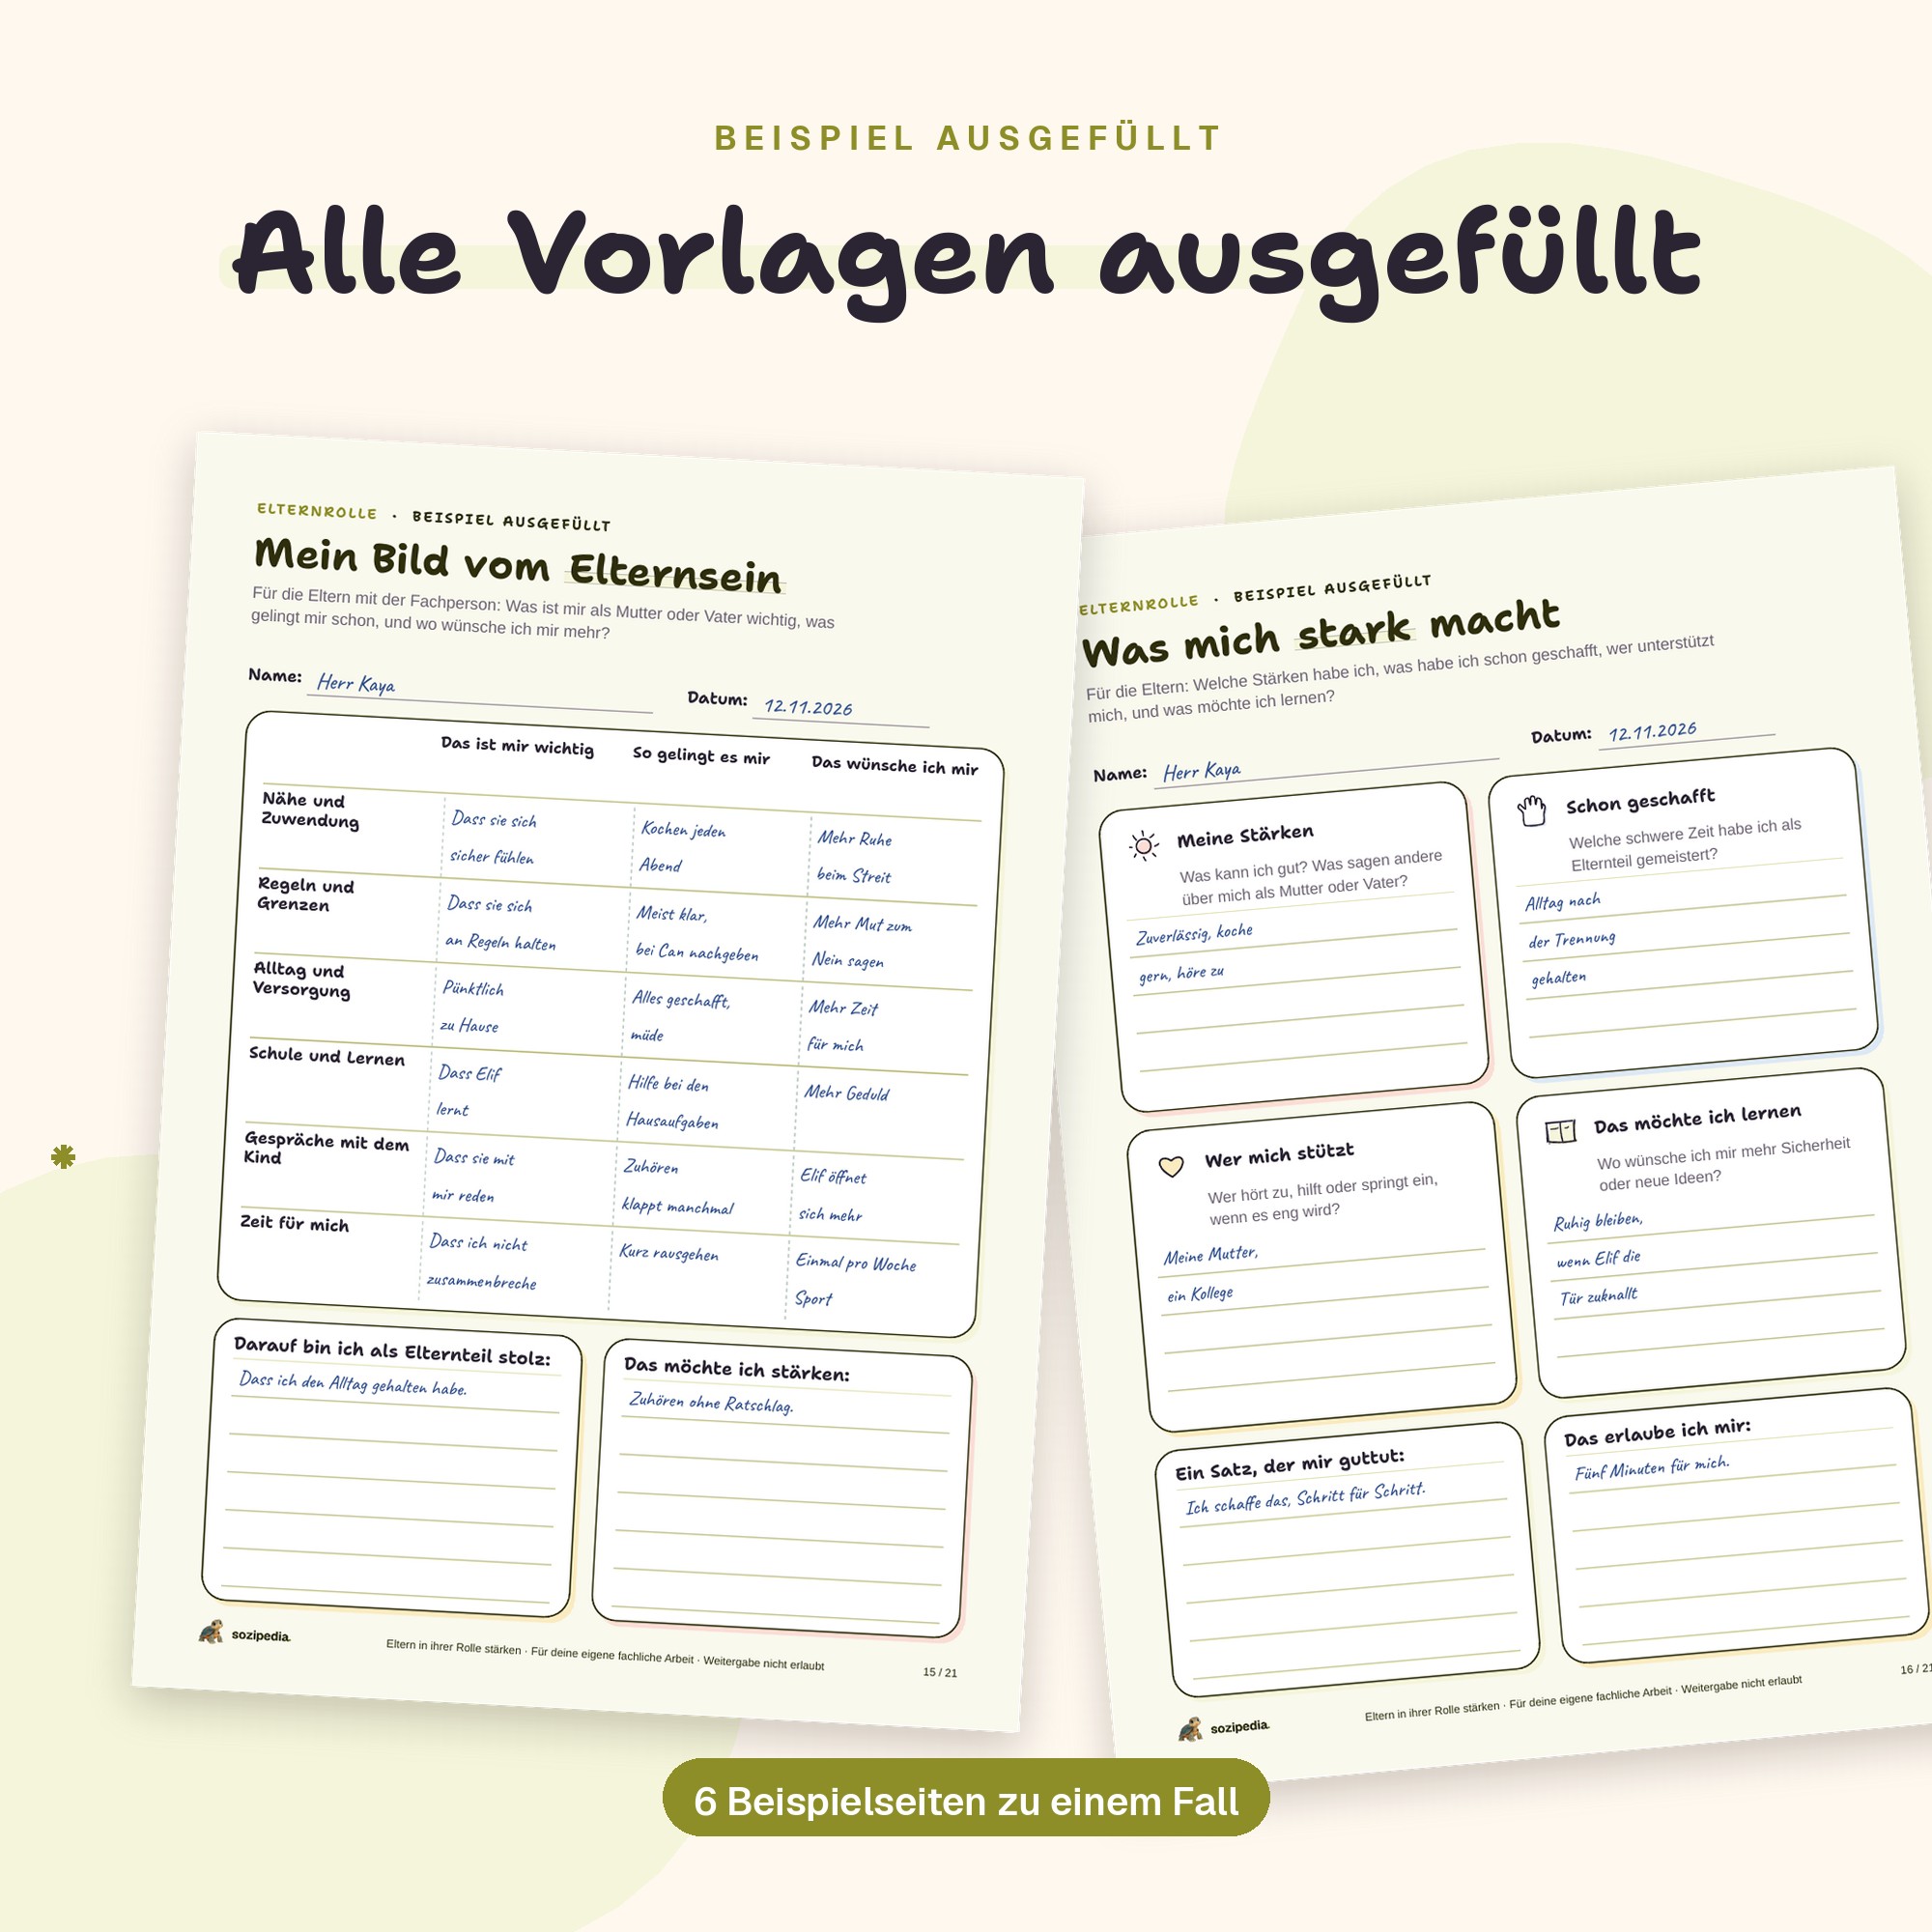 BEISPIEL AUSGEFÜLLT
Alle Vorlagen ausgefüllt
ELTERNROLLE · BEISPIEL AUSGEFÜLLT
Mein Bild vom Elternsein
Für die Eltern mit der Fachperson: Was ist mir als Mutter oder Vater wichtig, was
gelingt mir schon, und wo wünsche ich mir mehr?
Name: Herr Kaya Datum: 12.11.2026
Das ist mir wichtig So gelingt es mir Das wünsche ich mir
Nähe und
Zuwendung
Dass sie sich
sicher fühlen
Kochen jeden
Abend
Mehr Ruhe
beim Streit
Regeln und
Grenzen
Dass sie sich
an Regeln halten
Meist klar,
bei Can nachgeben
Mehr Mut zum
Nein sagen
Alltag und
Versorgung
Pünktlich
zu Hause
Alles geschafft,
müde
Mehr Zeit
für mich
Schule und Lernen
Dass Elif
lernt
Hilfe bei den
Hausaufgaben
Mehr Geduld
Gespräche mit dem
Kind
Dass sie mit
mir reden
Zuhören
klappt manchmal
Elif öffnet
sich mehr
Zeit für mich
Dass ich nicht
zusammenbreche
Kurz rausgehen
Einmal pro Woche
Sport
Darauf bin ich als Elternteil stolz:
Dass ich den Alltag gehalten habe.
Das möchte ich stärken:
Zuhören ohne Ratschlag.
sozipedia.
Eltern in ihrer Rolle stärken · Für deine eigene fachliche Arbeit · Weitergabe nicht erlaubt
15 / 21
ELTERNROLLE · BEISPIEL AUSGEFÜLLT
Was mich stark macht
Für die Eltern: Welche Stärken habe ich, was habe ich schon geschafft, wer unterstützt
mich, und was möchte ich lernen?
Name: Herr Kaya Datum: 12.11.2026
Meine Stärken
Was kann ich gut? Was sagen andere
über mich als Mutter oder Vater?
Zuverlässig, koche
gern, höre zu
Schon geschafft
Welche schwere Zeit habe ich als
Elternteil gemeistert?
Alltag nach
der Trennung
gehalten
Wer mich stützt
Wer hört zu, hilft oder springt ein,
wenn es eng wird?
Meine Mutter,
ein Kollege
Das möchte ich lernen
Wo wünsche ich mir mehr Sicherheit
oder neue Ideen?
Ruhig bleiben,
wenn Elif die
Tür zuknallt
Ein Satz, der mir guttut:
Ich schaffe das, Schritt für Schritt.
Das erlaube ich mir:
Fünf Minuten für mich.
sozipedia.
Eltern in ihrer Rolle stärken · Für deine eigene fachliche Arbeit · Weitergabe nicht erlaubt
16 / 21
6 Beispielseiten zu einem Fall